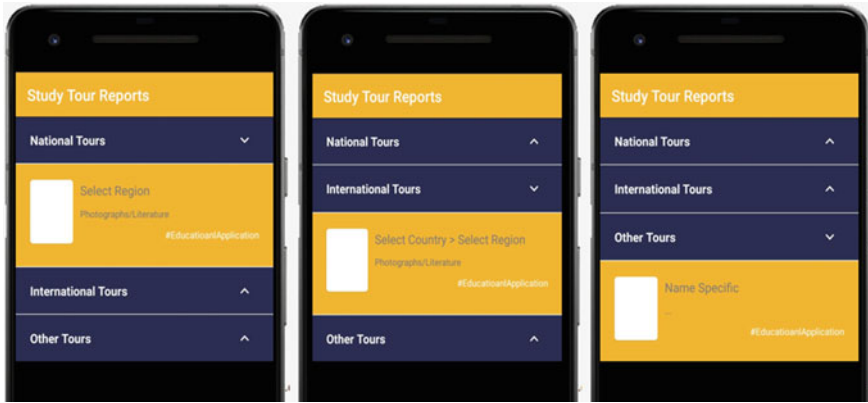 Study Tour Reports
National Tours
Select Region
Photographs/Literature
#EducatioanlApplication
International Tours
Other Tours
Study Tour Reports
National Tours
International Tours
Select Country > Select Region
Photographs/Literature
#EducatioanlApplication
Other Tours
Study Tour Reports
National Tours
International Tours
Other Tours
Name Specific
...
#EducatioanlApplication